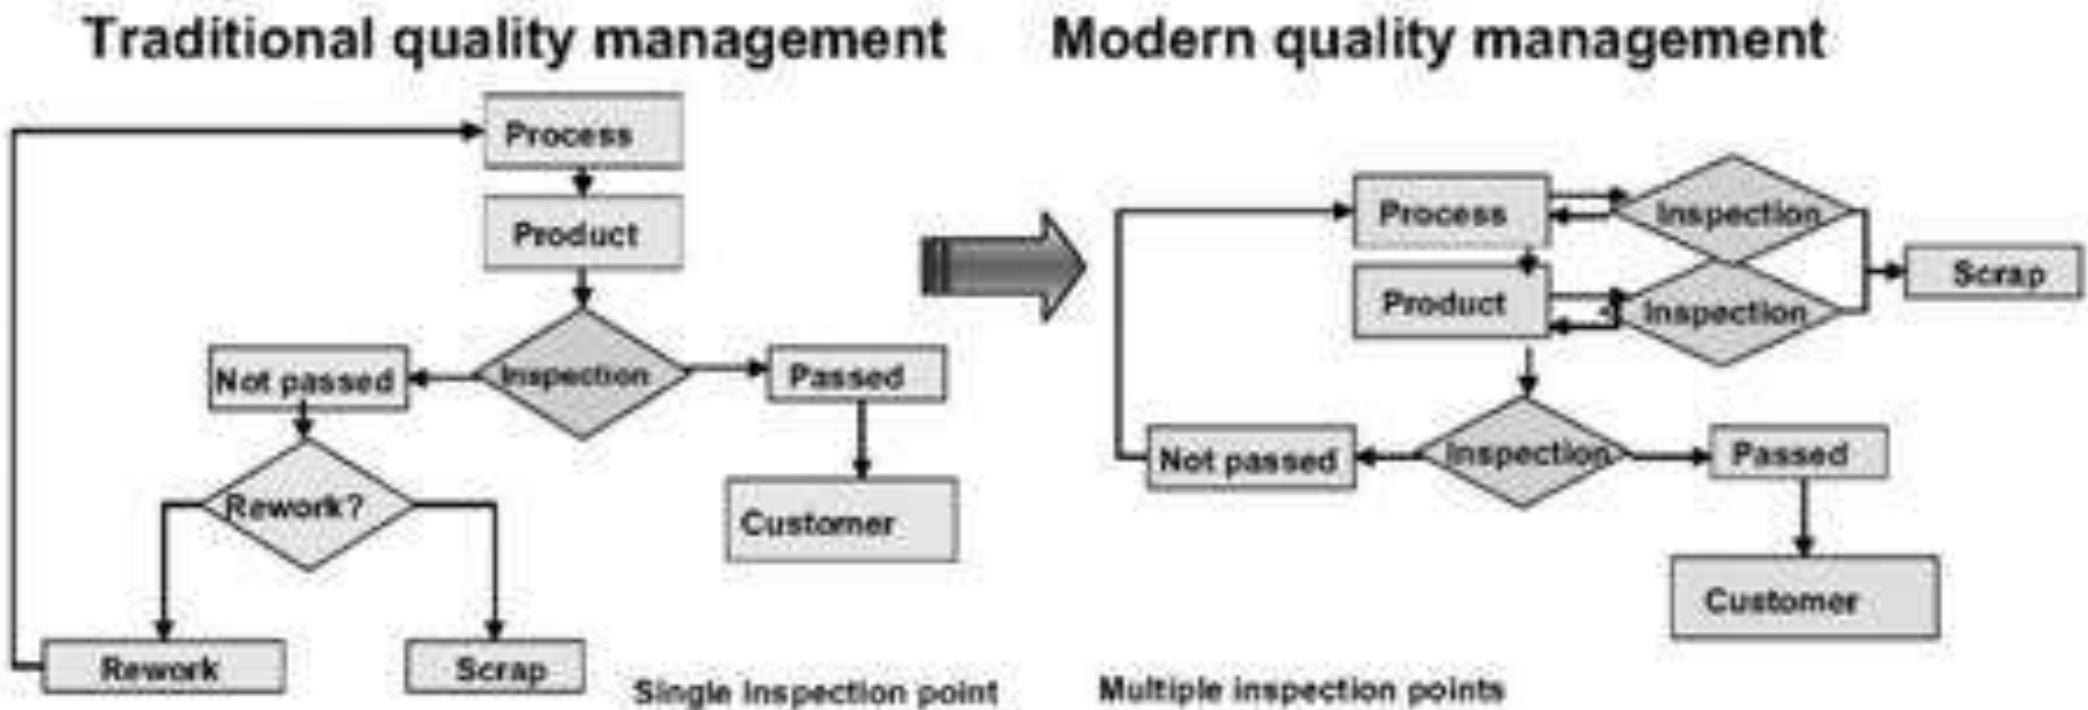 Traditional quality management
Modern quality management
Process
Product
Inspection
Not passed
Passed
Rework?
Customer
Rework
Scrap
Single Inspection point
Process
Inspection
Product
Inspection
Scrap
Inspection
Not passed
Passed
Customer
Multiple inspection points